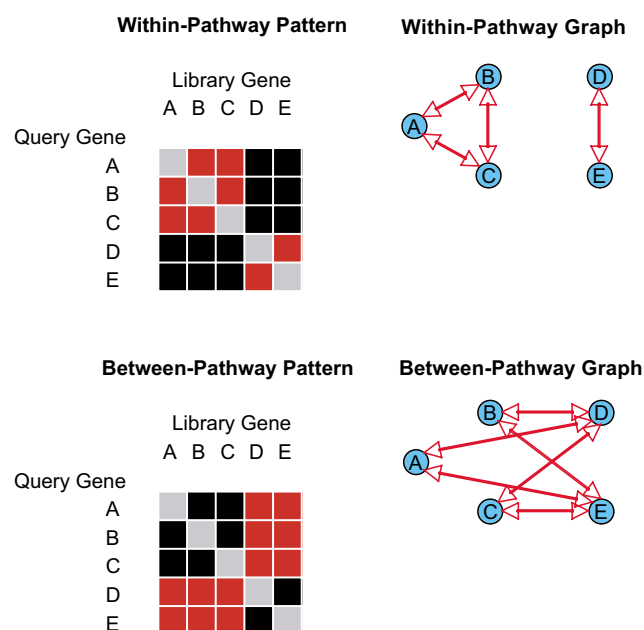 Within-Pathway Pattern
Within-Pathway Graph
Library Gene
A B C D E
Query Gene
A
B
C
D
E
B
D
A
C
E
Between-Pathway Pattern
Between-Pathway Graph
Library Gene
A B C D E
Query Gene
A
B
C
D
E
B
D
A
C
E